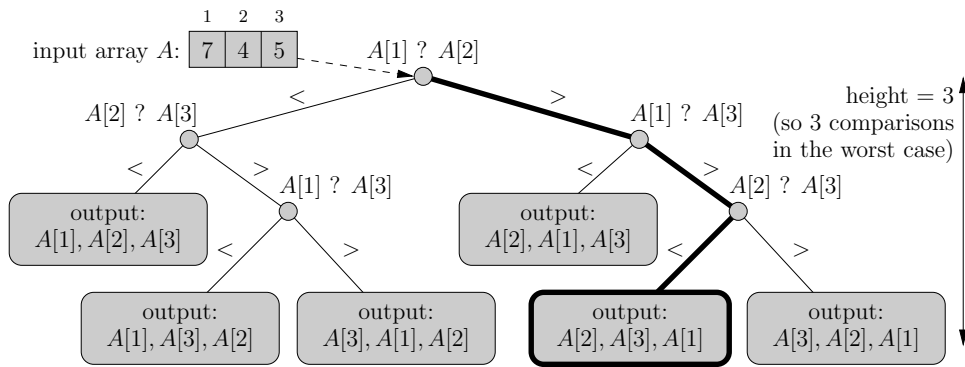 1 2 3
input array A: 7 4 5
A[1] ? A[2]
< >
A[2] ? A[3]
A[1] ? A[3]
height = 3
(so 3 comparisons
in the worst case)
< > < >
A[1] ? A[3]
A[2] ? A[3]
output:
A[1], A[2], A[3]
output:
A[2], A[1], A[3]
< > < >
output:
A[1], A[3], A[2]
output:
A[3], A[1], A[2]
output:
A[2], A[3], A[1]
output:
A[3], A[2], A[1]